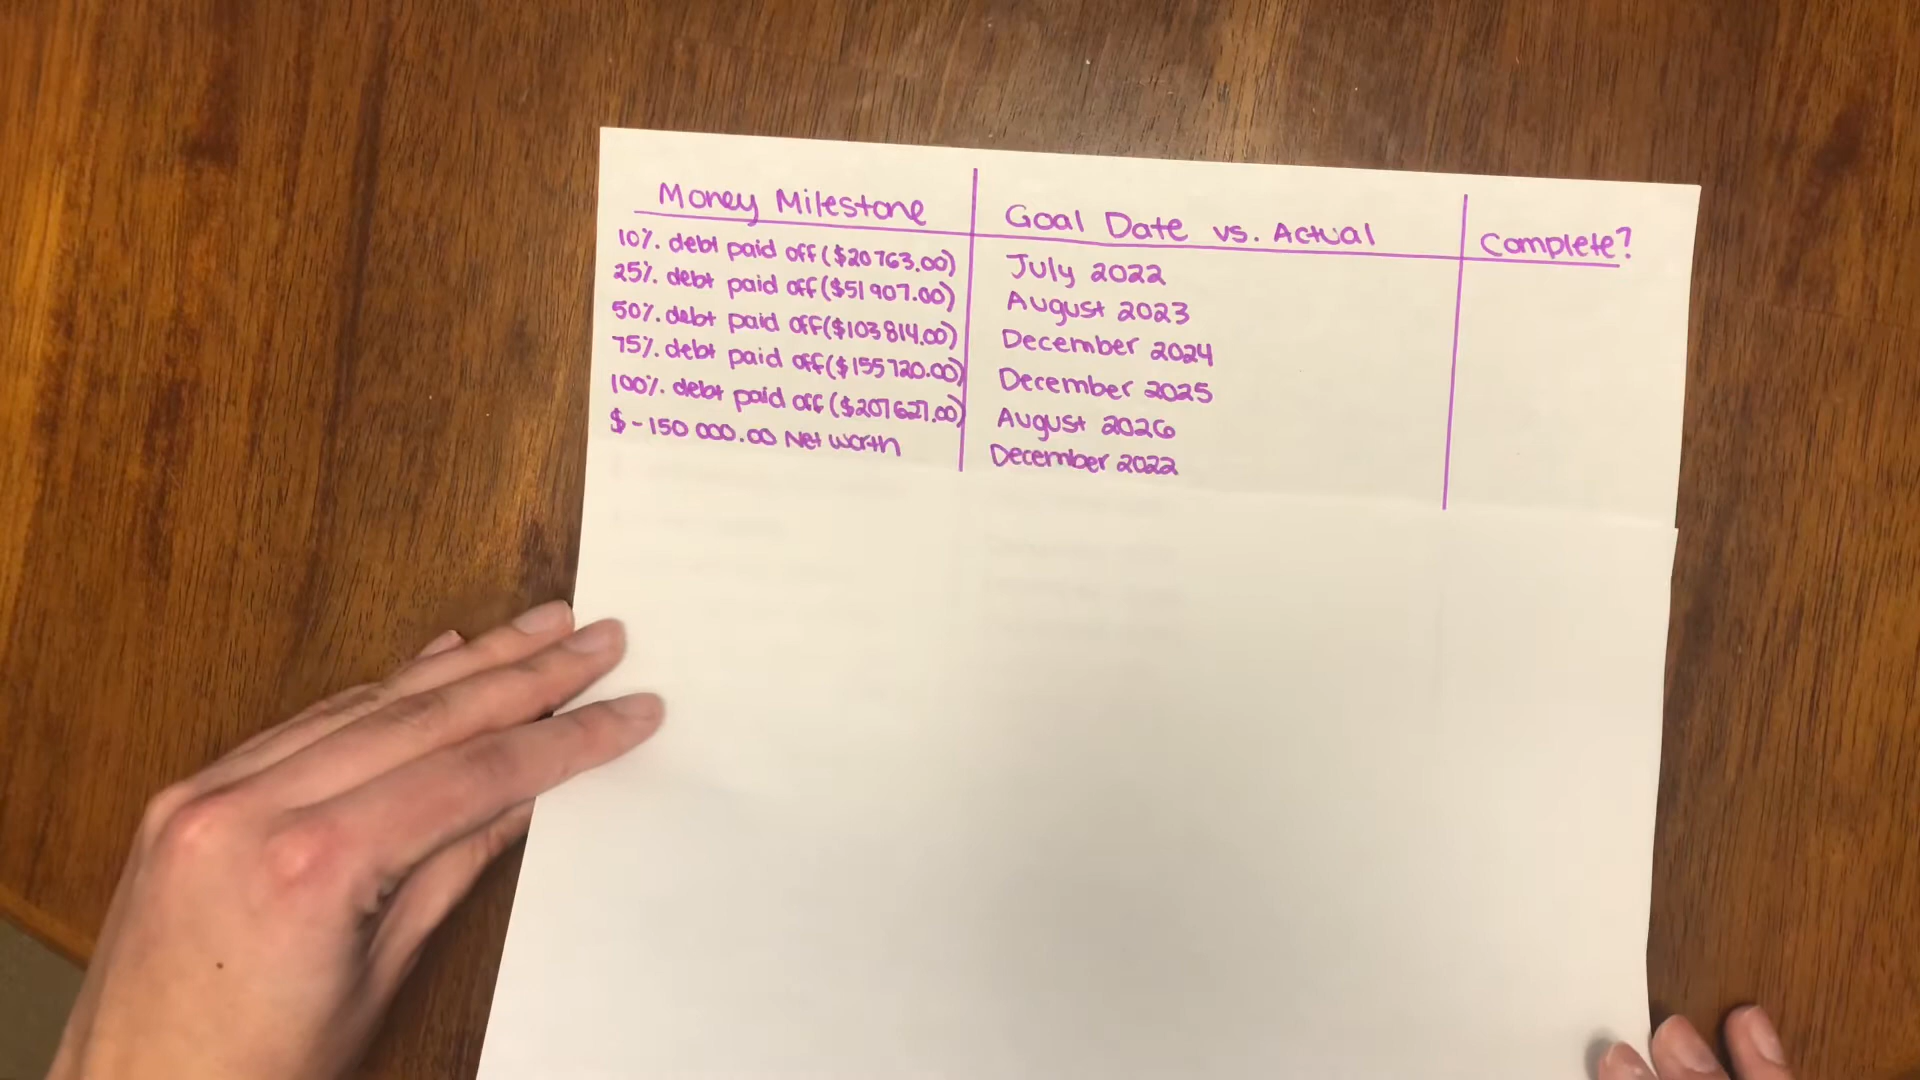 Money Milestone Goal Date vs. Actual Complete?
10%. debt paid off ($20763.00) July 2022
25%. debt paid off ($51907.00) August 2023
50%. debt paid off ($103814.00) December 2024
75%. debt paid off ($155720.00) December 2025
100%. debt paid off ($207627.00) August 2026
$-150 000.00 Net worth December 2022